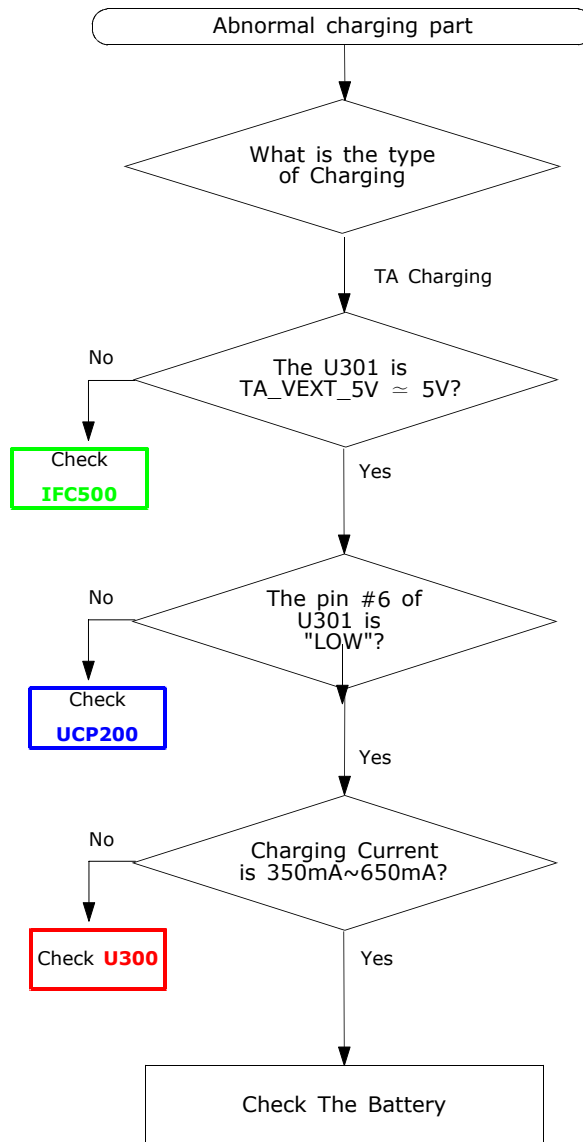 Abnormal charging part
What is the type
of Charging
TA Charging
No
The U301 is
TA_VEXT_5V ≃ 5V?
Check
IFC500
Yes
No
The pin #6 of
U301 is
"LOW"?
Check
UCP200
Yes
No
Charging Current
is 350mA~650mA?
Check U300
Yes
Check The Battery